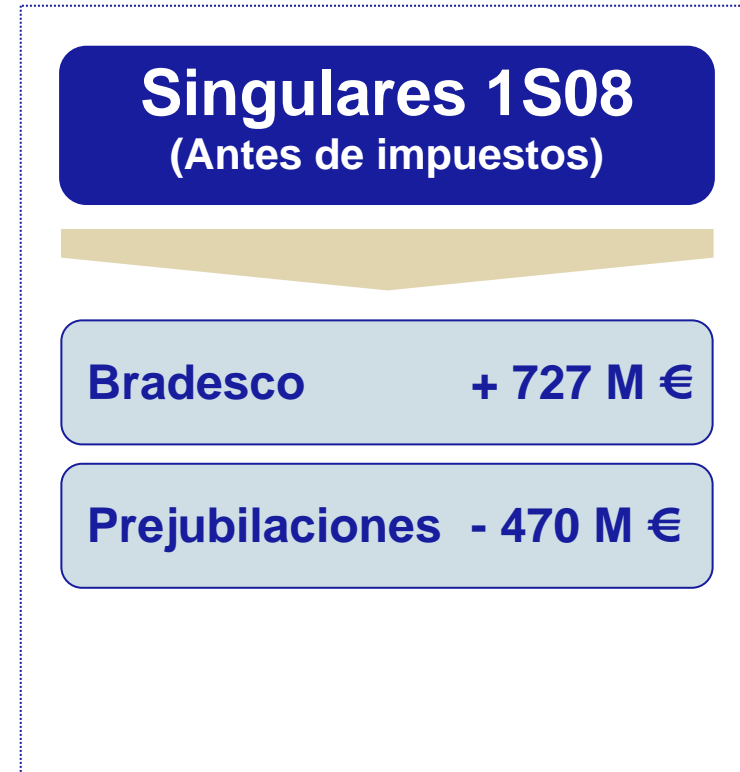 Singulares 1S08
(Antes de impuestos)
Bradesco + 727 M €
Prejubilaciones - 470 M €